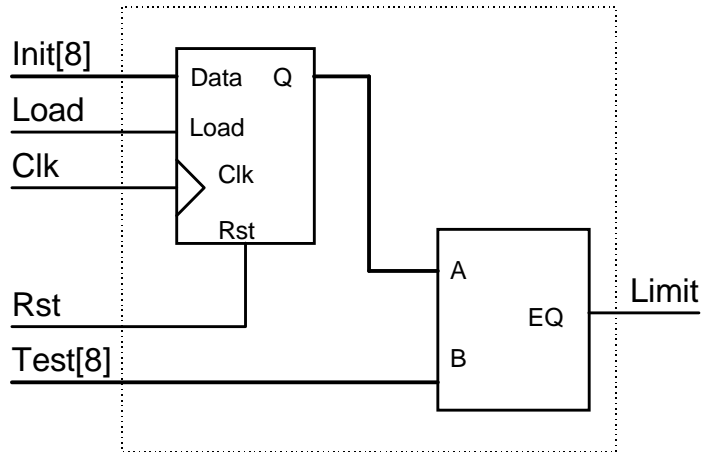 Init[8]
Data Q
Load
Load
Clk
Clk
Rst
Rst
A
Limit
EQ
B
Test[8]